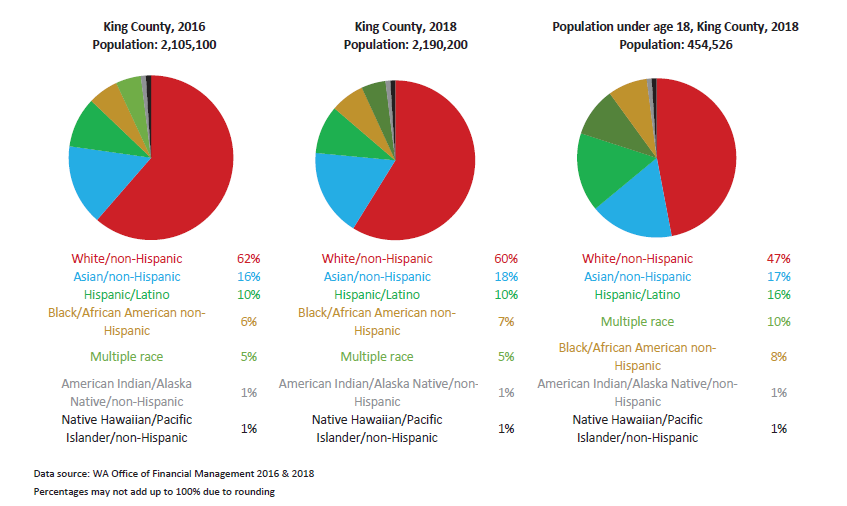 King County, 2016
Population: 2,105,100
White/non-Hispanic 62%
Asian/non-Hispanic 16%
Hispanic/Latino 10%
Black/African American non-
Hispanic 6%
Multiple race 5%
American Indian/Alaska
Native/non-Hispanic 1%
Native Hawaiian/Pacific
Islander/non-Hispanic 1%
King County, 2018
Population: 2,190,200
White/non-Hispanic 60%
Asian/non-Hispanic 18%
Hispanic/Latino 10%
Black/African American non-
Hispanic 7%
Multiple race 5%
American Indian/Alaska Native/non-
Hispanic 1%
Native Hawaiian/Pacific
Islander/non-Hispanic 1%
Population under age 18, King County, 2018
Population: 454,526
White/non-Hispanic 47%
Asian/non-Hispanic 17%
Hispanic/Latino 16%
Multiple race 10%
Black/African American non-
Hispanic 8%
American Indian/Alaska Native/non-
Hispanic 1%
Native Hawaiian/Pacific
Islander/non-Hispanic 1%
Data source: WA Office of Financial Management 2016 & 2018
Percentages may not add up to 100% due to rounding